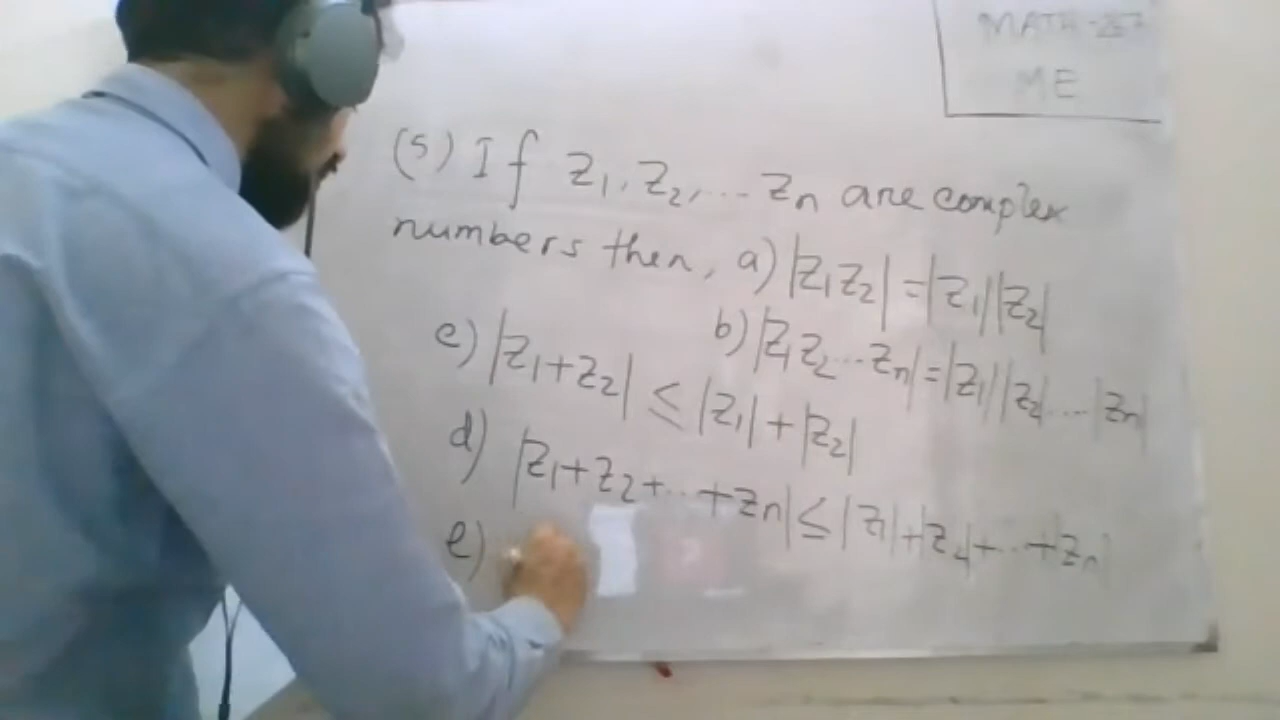 MATH-257
ME
(5) If z₁, z₂, ... zₙ are complex
numbers then, a) |z₁z₂| = |z₁||z₂|
b) |z₁z₂...zₙ| = |z₁||z₂|....|zₙ|
c) |z₁+z₂| ≤ |z₁|+|z₂|
d) |z₁+z₂+...+zₙ| ≤ |z₁|+|z₂|+...+|zₙ|
e)